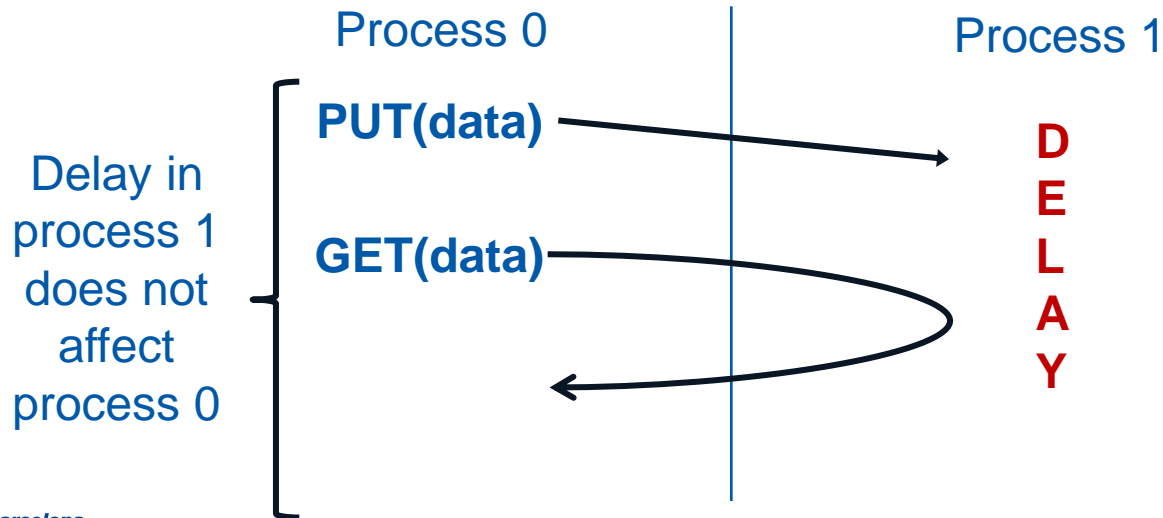 Process 0
Process 1
PUT(data)
Delay in
process 1
does not
affect
process 0
GET(data)
D
E
L
A
Y